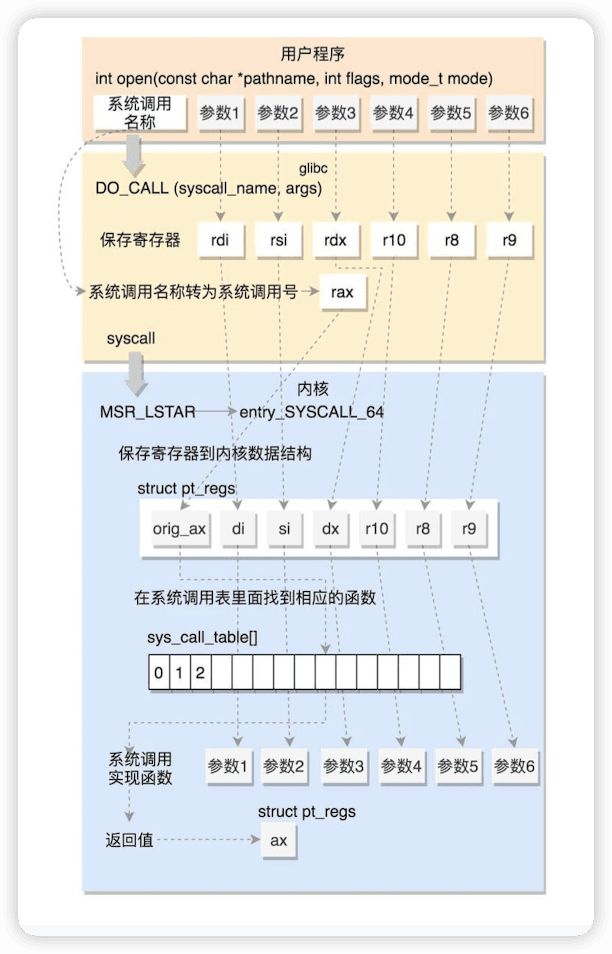 用户程序
int open(const char *pathname, int flags, mode_t mode)
系统调用
名称
参数1 参数2 参数3 参数4 参数5 参数6
glibc
DO_CALL (syscall_name, args)
保存寄存器 rdi rsi rdx r10 r8 r9
系统调用名称转为系统调用号 rax
syscall
内核
MSR_LSTAR entry_SYSCALL_64
保存寄存器到内核数据结构
struct pt_regs
orig_ax di si dx r10 r8 r9
在系统调用表里面找到相应的函数
sys_call_table[]
0 1 2
系统调用
实现函数
参数1 参数2 参数3 参数4 参数5 参数6
struct pt_regs
返回值 ax